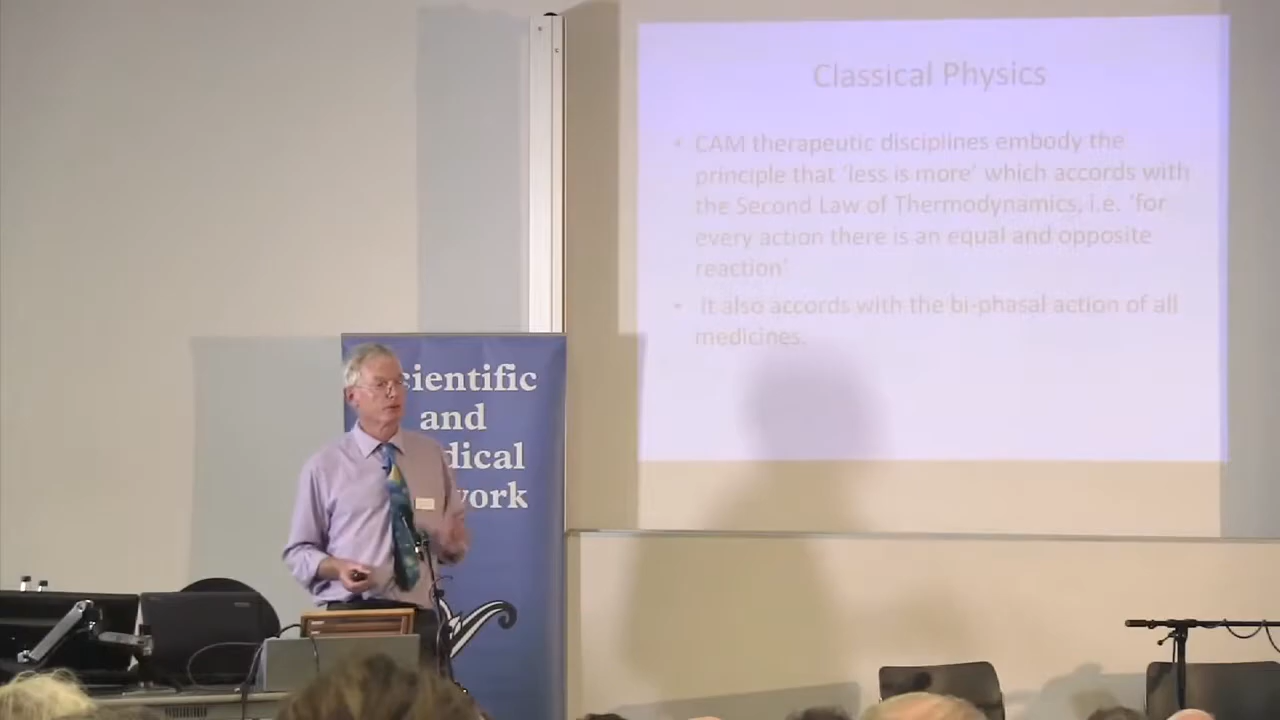 Classical Physics
• CAM therapeutic disciplines embody the
principle that 'less is more' which accords with
the Second Law of Thermodynamics, i.e. 'for
every action there is an equal and opposite
reaction'
• It also accords with the bi-phasal action of all
medicines.
cientific
and
dical
work